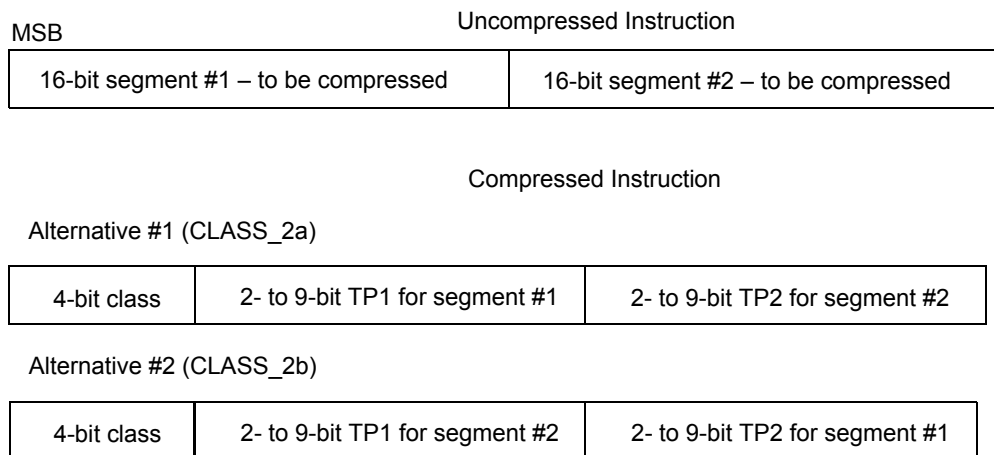 Uncompressed Instruction
MSB
16-bit segment #1 – to be compressed
16-bit segment #2 – to be compressed
Compressed Instruction
Alternative #1 (CLASS_2a)
4-bit class
2- to 9-bit TP1 for segment #1
2- to 9-bit TP2 for segment #2
Alternative #2 (CLASS_2b)
4-bit class
2- to 9-bit TP1 for segment #2
2- to 9-bit TP2 for segment #1